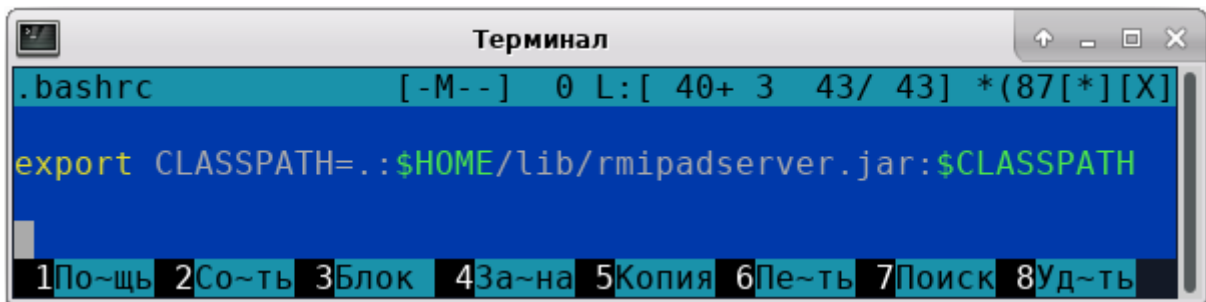 Терминал
.bashrc [-M--] 0 L:[ 40+ 3 43/ 43] *(87[*][X]
export CLASSPATH=.:$HOME/lib/rmipadserver.jar:$CLASSPATH
1По~щь 2Со~ть 3Блок 4За~на 5Копия 6Пе~ть 7Поиск 8Уд~ть